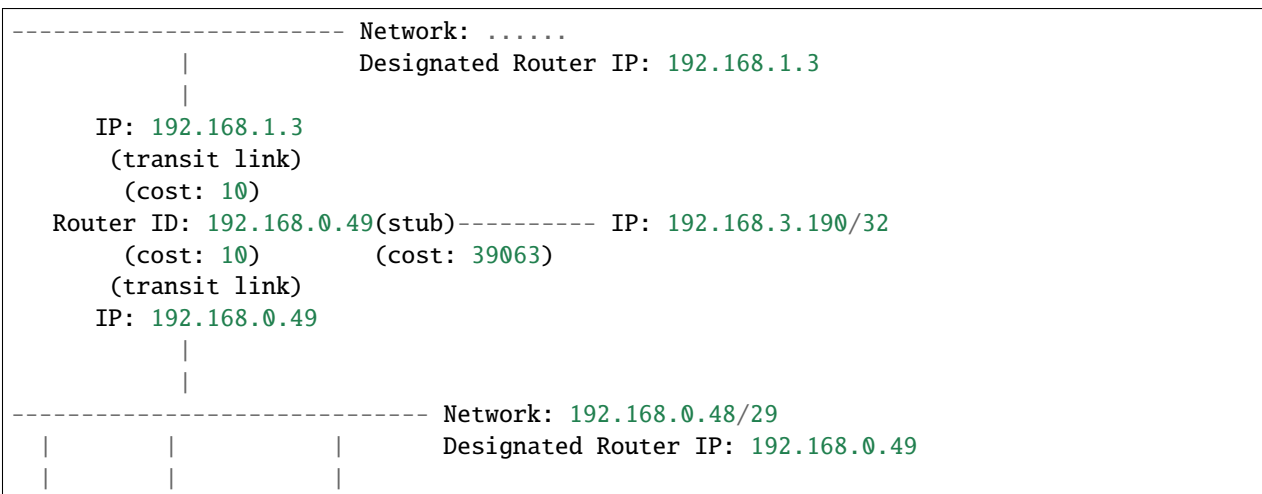 ------------------------ Network: ......
            |            Designated Router IP: 192.168.1.3
            |
      IP: 192.168.1.3
       (transit link)
        (cost: 10)
   Router ID: 192.168.0.49(stub)---------- IP: 192.168.3.190/32
        (cost: 10)        (cost: 39063)
       (transit link)
      IP: 192.168.0.49
            |
            |
------------------------------ Network: 192.168.0.48/29
  |        |           |       Designated Router IP: 192.168.0.49
  |        |           |